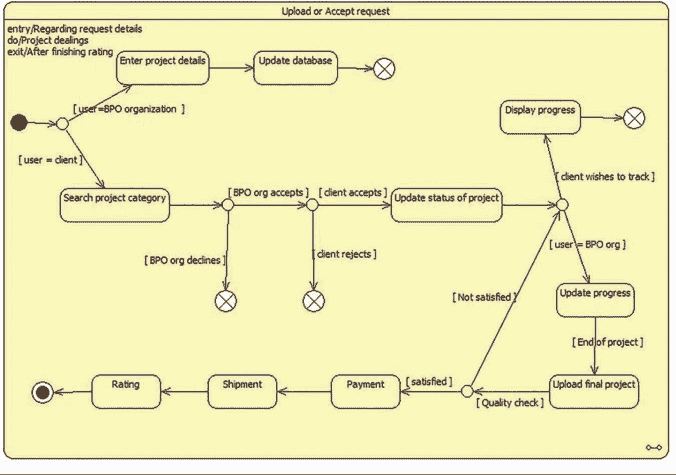 Upload or Accept request
entry/Regarding request details
do/Project dealings
exit/After finishing rating
Enter project details
Update database
[ user=BPO organization ]
Display progress
[ user = client ]
[ client wishes to track ]
Search project category
[ BPO org accepts ]
[ client accepts ]
Update status of project
[ user = BPO org ]
[ BPO org declines ]
[ client rejects ]
[ Not satisfied ]
Update progress
[ End of project ]
Rating
Shipment
Payment
[ satisfied ]
[ Quality check ]
Upload final project